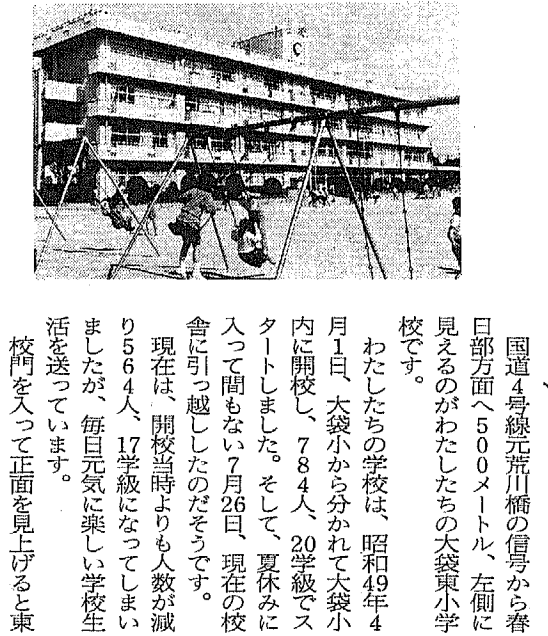 国道4号線元荒川橋の信号から春
日部方面へ500メートル、左側に
見えるのがわたしたちの大袋東小学
校です。
わたしたちの学校は、昭和49年4
月1日、大袋小から分かれて大袋小
内に開校し、784人、20学級でス
タートしました。そして、夏休みに
入って間もない7月26日、現在の校
舎に引っ越ししたのだそうです。
現在は、開校当時よりも人数が減
り564人、17学級になってしまい
ましたが、毎日元気に楽しい学校生
活を送っています。
校門を入って正面を見上げると東